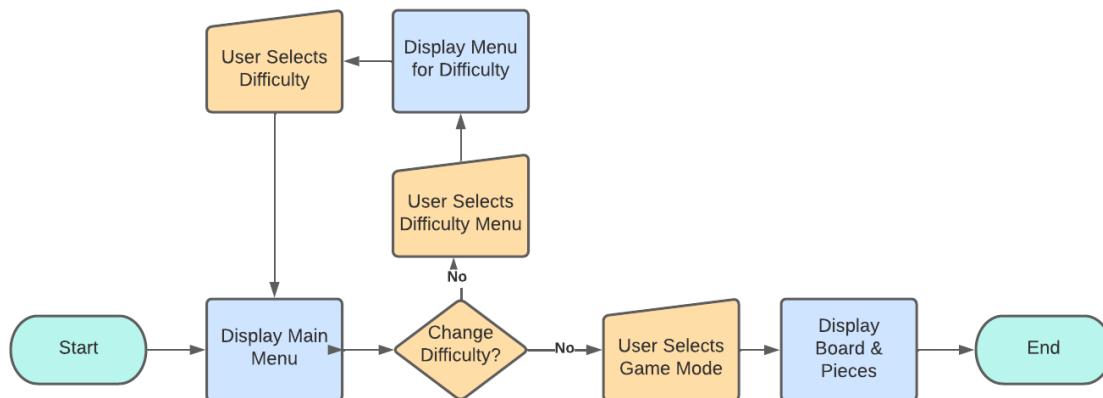 User Selects
Difficulty
Display Menu
for Difficulty
User Selects
Difficulty Menu
No
Start
Display Main
Menu
Change
Difficulty?
No
User Selects
Game Mode
Display
Board &
Pieces
End